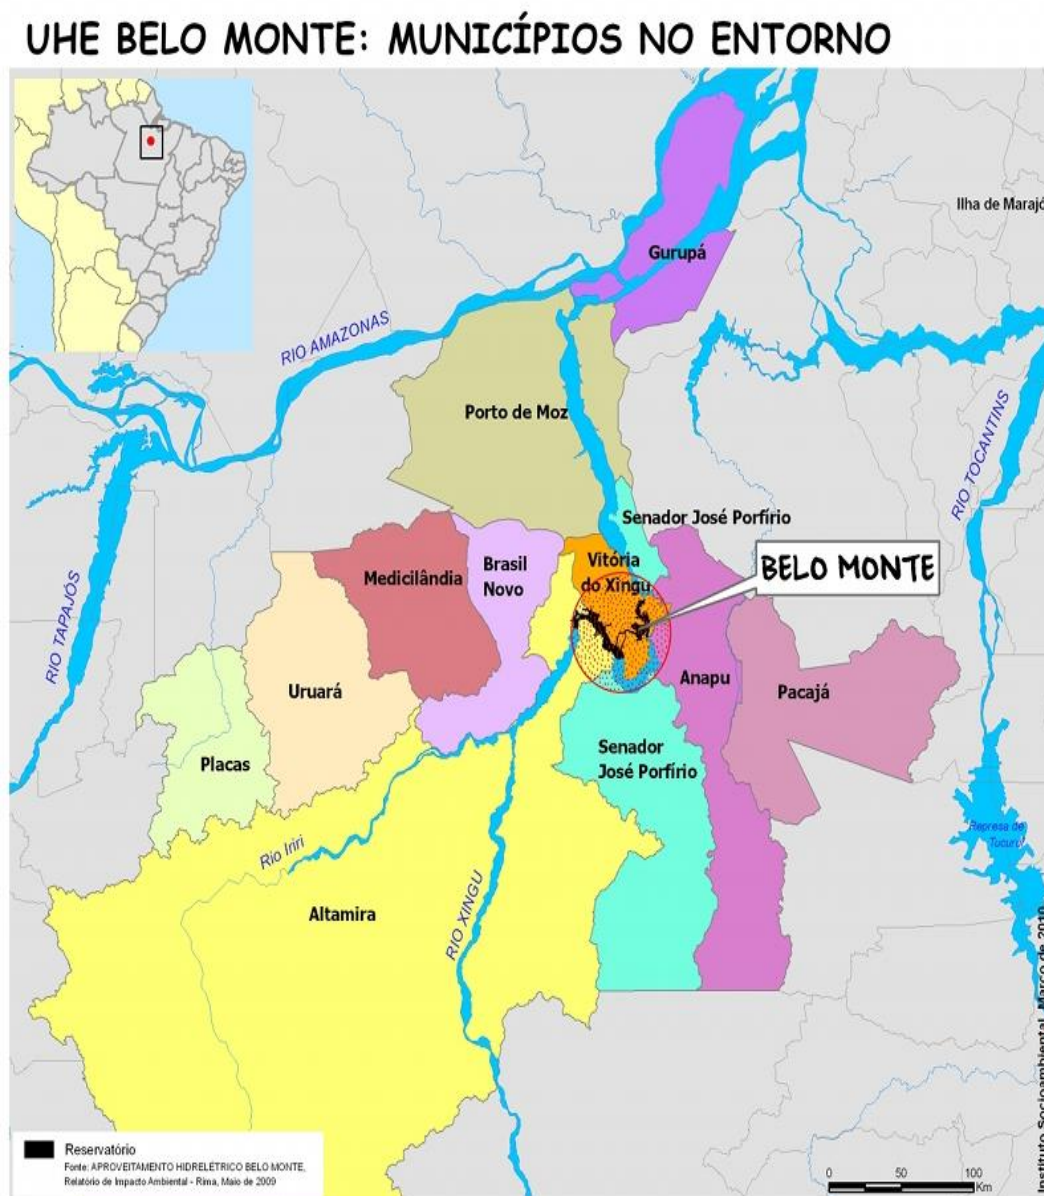 UHE BELO MONTE: MUNICÍPIOS NO ENTORNO
Ilha de Marajó
Gurupá
RIO AMAZONAS
Porto de Moz
RIO TOCANTINS
Senador José Porfírio
BELO MONTE
Vitória
do Xingu
Brasil
Novo
Medicilândia
RIO TAPAJÓS
Uruará
Anapu
Pacajá
Placas
Senador
José Porfírio
Represa de
Tucuruí
Rio Iriri
RIO XINGU
Altamira
Instituto Socioambiental, Março de 2010
Reservatório
Fonte: APROVEITAMENTO HIDRELÉTRICO BELO MONTE,
Relatório de Impacto Ambiental - Rima, Maio de 2009
0 50 100
Km